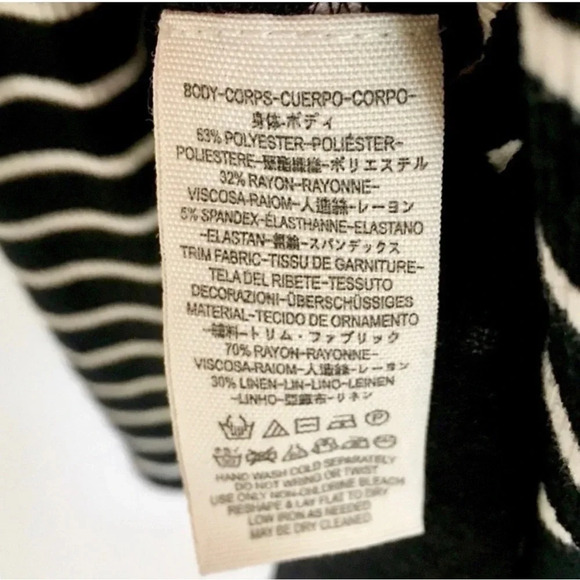 BODY-CORPS-CUERPO-CORPO-
身体-ボディ
63% POLYESTER-POLIÉSTER-
POLIESTERE-聚酯纖維-ポリエステル
32% RAYON-RAYONNE-
VISCOSA-RAIOM-人造絲-レーヨン
5% SPANDEX-ÉLASTHANNE-ELASTANO
-ELASTAN-スパンデックス
TRIM FABRIC-TISSU DE GARNITURE-
TELA DEL RIBETE-TESSUTO
DECORAZIONI-ÜBERSCHÜSSIGES
MATERIAL-TECIDO DE ORNAMENTO
-輔料-トリム・ファブリック
70% RAYON-RAYONNE-
VISCOSA-RAIOM-人造絲-レーヨン
30% LINEN-LIN-LINO-LEINEN
-LINHO-亞麻布-リネン
HAND WASH COLD SEPARATELY
DO NOT WRING OR TWIST
USE ONLY NON-CHLORINE BLEACH
RESHAPE & LAY FLAT TO DRY
LOW IRON AS NEEDED
MAY BE DRY CLEANED